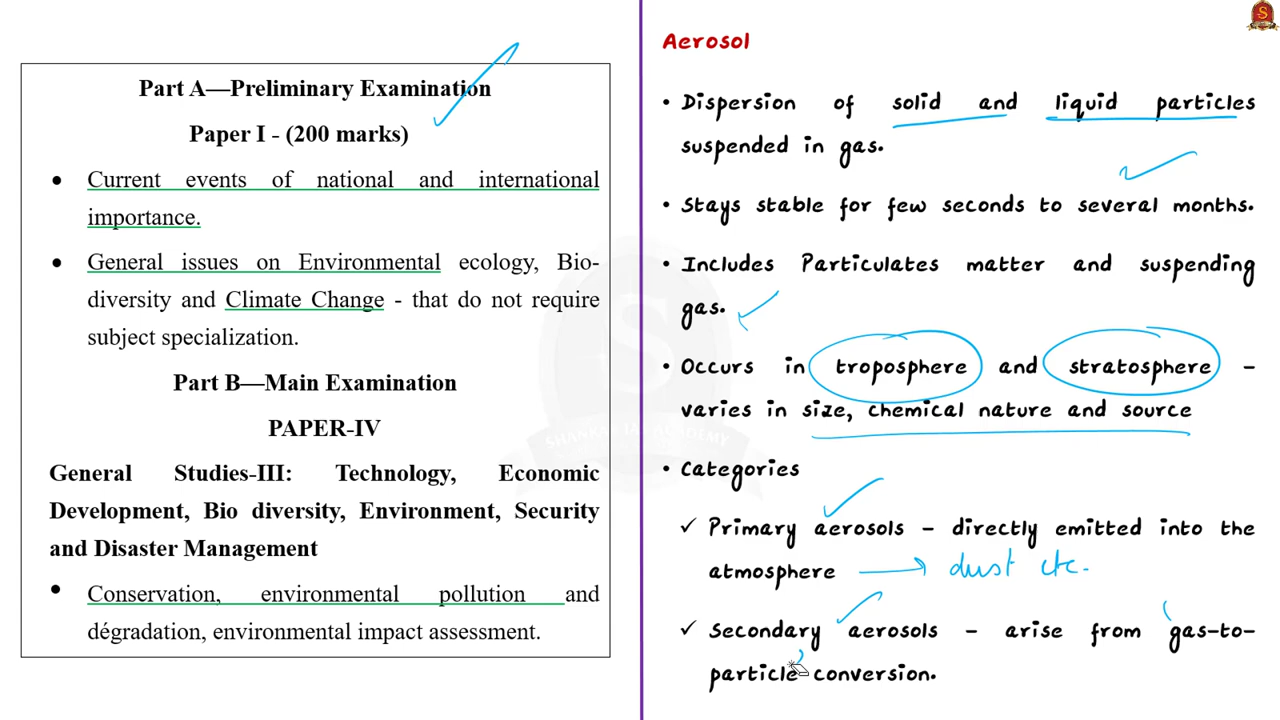 Part A—Preliminary Examination
Paper I - (200 marks)
• Current events of national and international
importance.
• General issues on Environmental ecology, Bio-
diversity and Climate Change - that do not require
subject specialization.
Part B—Main Examination
PAPER-IV
General Studies-III: Technology, Economic
Development, Bio diversity, Environment, Security
and Disaster Management
• Conservation, environmental pollution and
dégradation, environmental impact assessment.
Aerosol
• Dispersion of solid and liquid particles
suspended in gas.
• Stays stable for few seconds to several months.
• Includes Particulates matter and suspending
gas.
• Occurs in troposphere and stratosphere –
varies in size, chemical nature and source
• Categories
✓ Primary aerosols – directly emitted into the
atmosphere → dust etc.
✓ Secondary aerosols – arise from gas-to-
particle conversion.